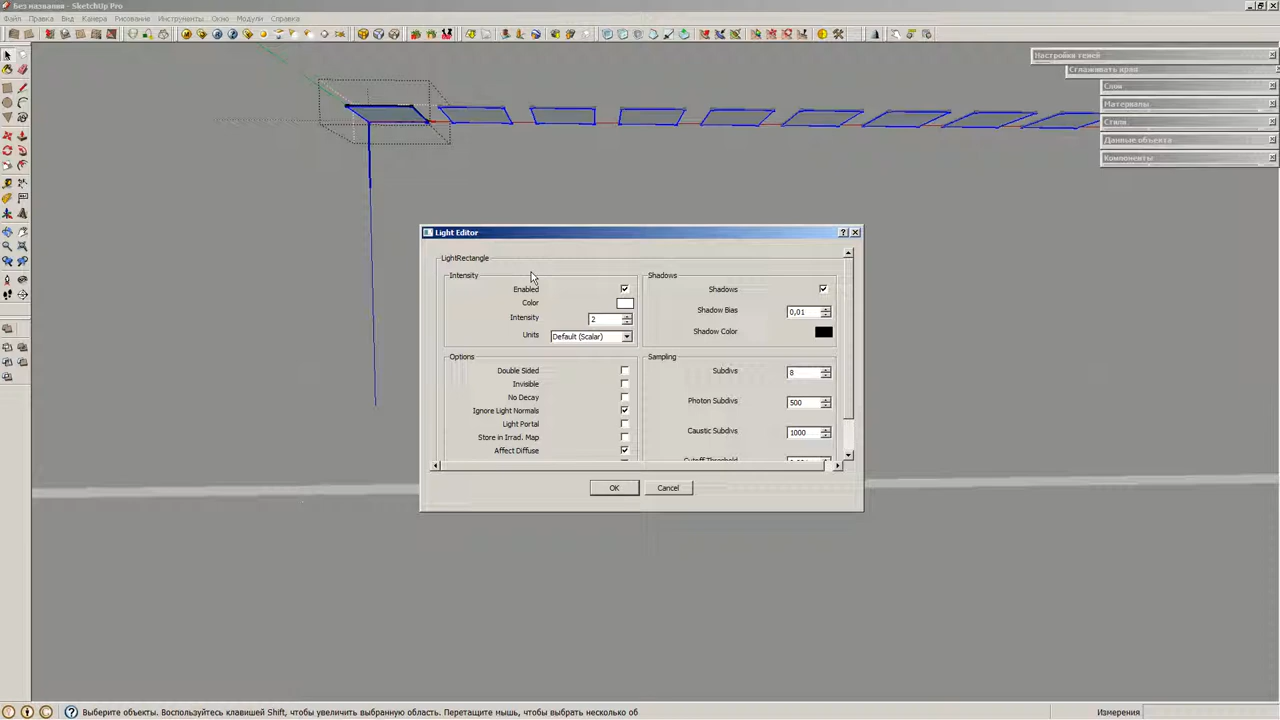 Без названия - SketchUp Pro
Файл Правка Вид Камера Рисование Инструменты Окно Модули Справка
Настройки теней
Сглаживать края
Слои
Материалы
Стили
Данные объекта
Компоненты
Light Editor
LightRectangle
Intensity
Enabled
Color
Intensity 2
Units Default (Scalar)
Shadows
Shadows
Shadow Bias 0,01
Shadow Color
Options
Double Sided
Invisible
No Decay
Ignore Light Normals
Light Portal
Store in Irrad. Map
Affect Diffuse
Sampling
Subdivs 8
Photon Subdivs 500
Caustic Subdivs 1000
Cutoff Threshold
OK Cancel
Выберите объекты. Воспользуйтесь клавишей Shift, чтобы увеличить выбранную область. Перетащите мышь, чтобы выбрать несколько об
Измерения